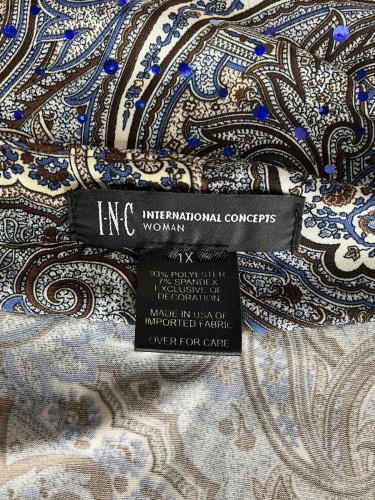 I.N.C INTERNATIONAL CONCEPTS
WOMAN
1X
93% POLYESTER
7% SPANDEX
EXCLUSIVE OF
DECORATION
MADE IN USA OF
IMPORTED FABRIC
OVER FOR CARE